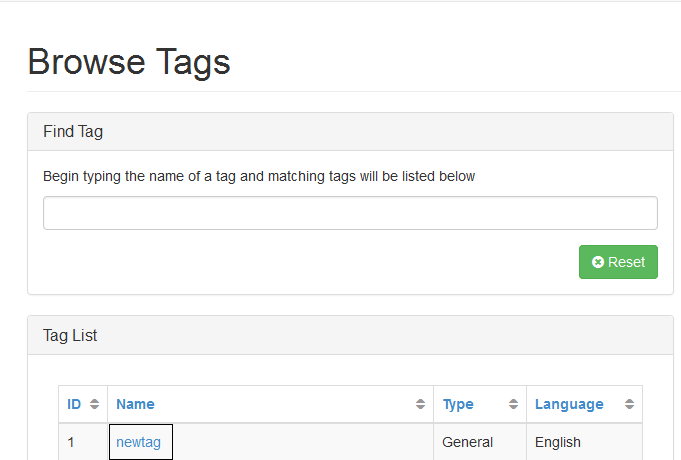 Browse Tags
Find Tag
Begin typing the name of a tag and matching tags will be listed below
Reset
Tag List
ID Name Type Language
1 newtag General English